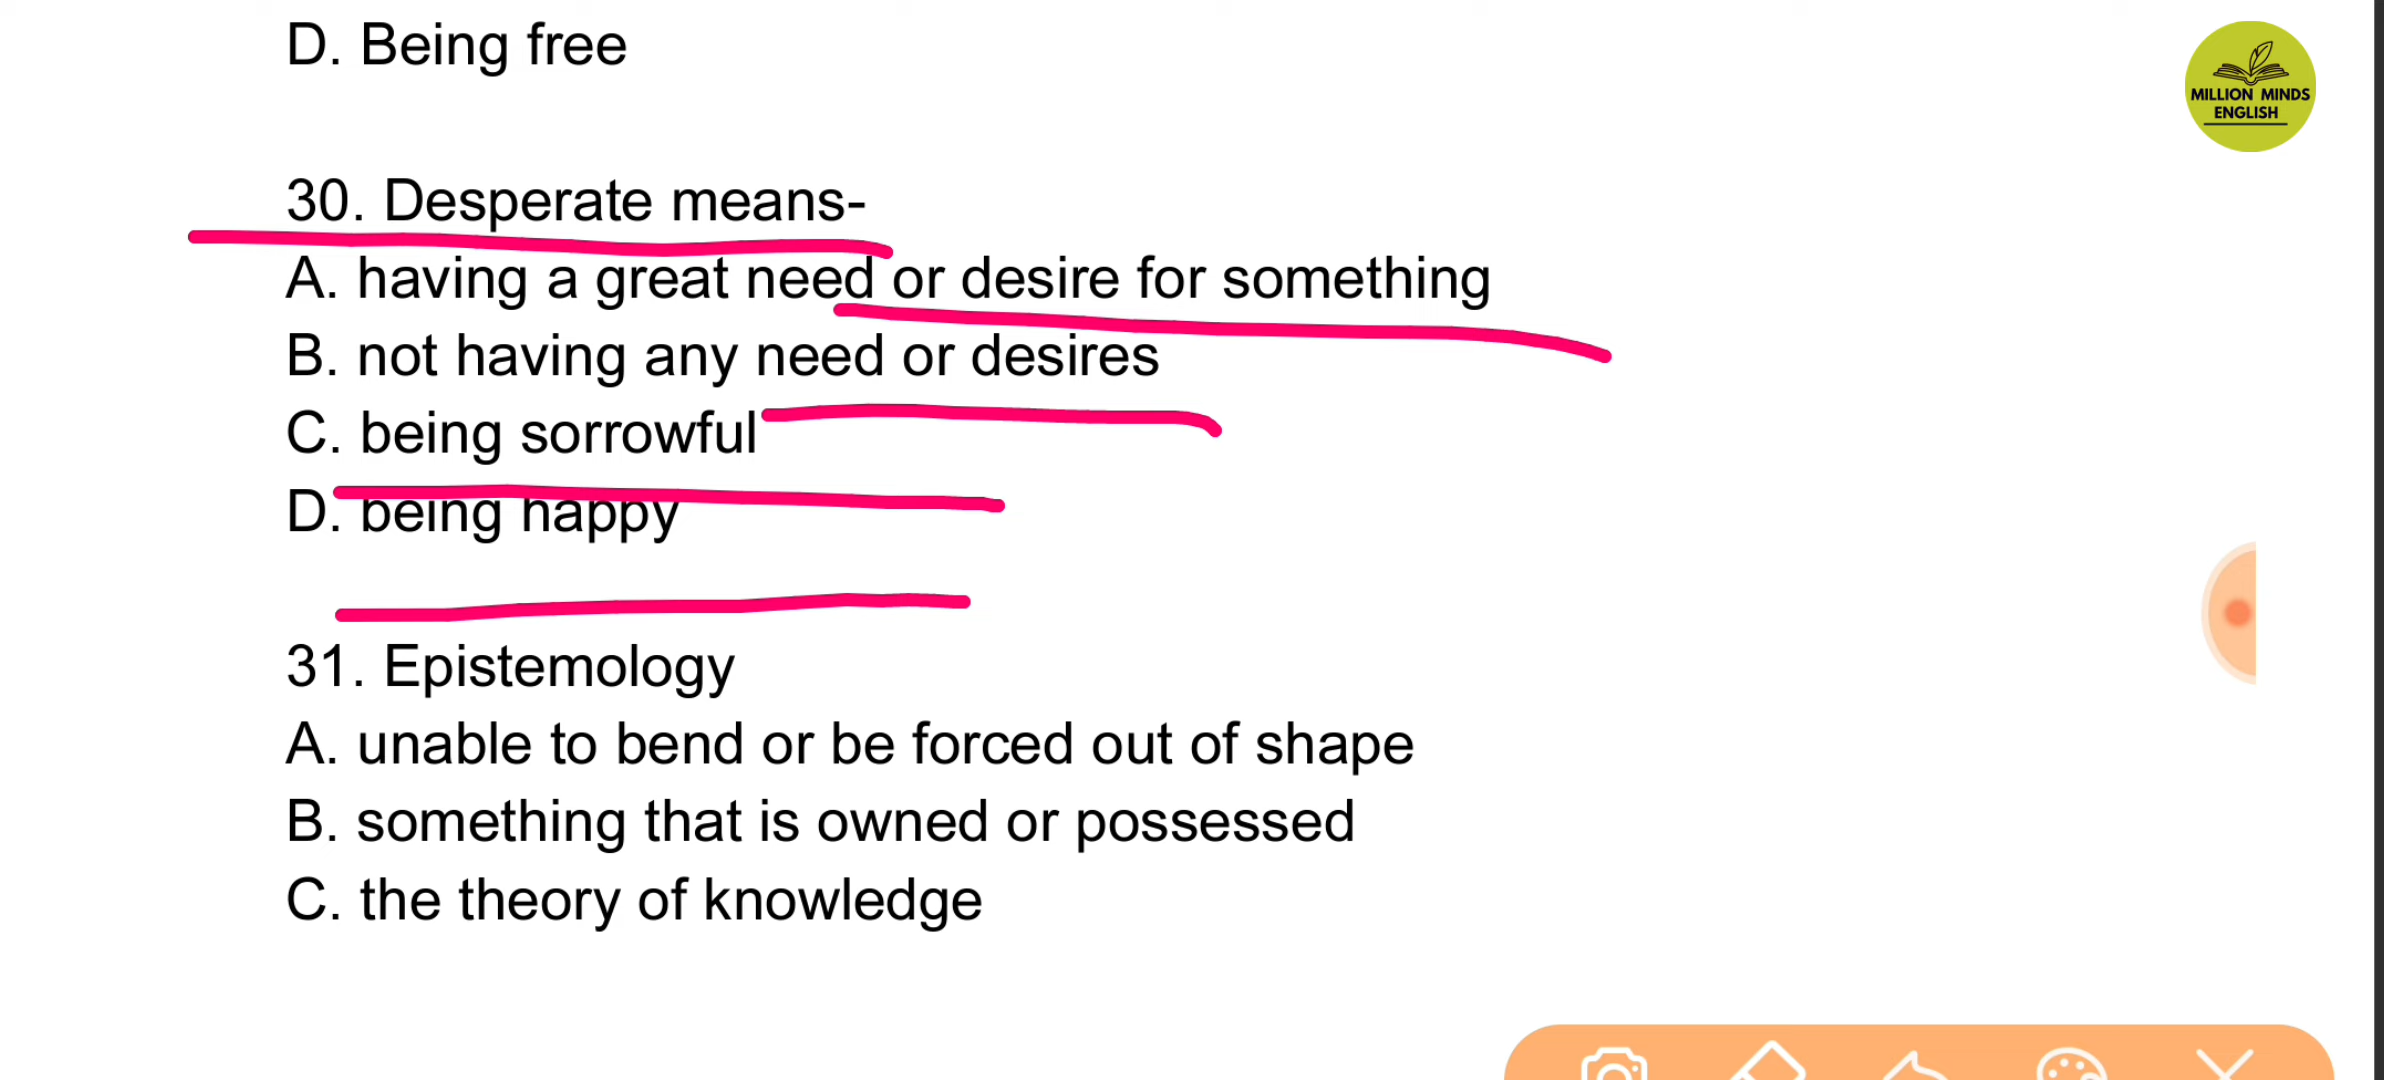 D. Being free
MILLION MINDS
ENGLISH
30. Desperate means-
A. having a great need or desire for something
B. not having any need or desires
C. being sorrowful
D. being happy
31. Epistemology
A. unable to bend or be forced out of shape
B. something that is owned or possessed
C. the theory of knowledge